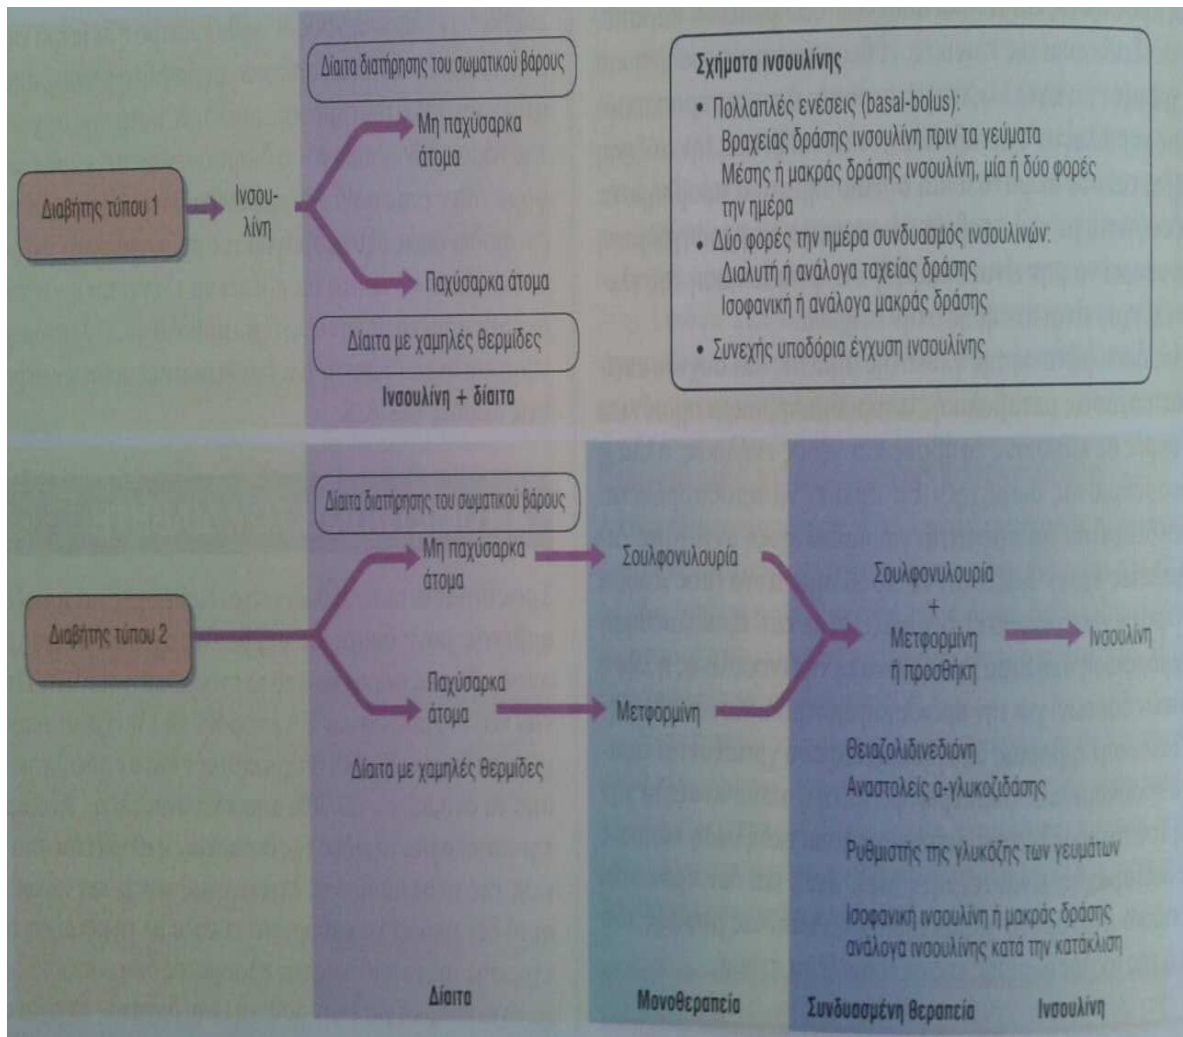 Δίαιτα διατήρησης του σωματικού βάρους
Μη παχύσαρκα
άτομα
Διαβήτης τύπου 1
Ινσου-
λίνη
Παχύσαρκα άτομα
Δίαιτα με χαμηλές θερμίδες
Ινσουλίνη + δίαιτα
Σχήματα ινσουλίνης
• Πολλαπλές ενέσεις (basal-bolus):
Βραχείας δράσης ινσουλίνη πριν τα γεύματα
Μέσης ή μακράς δράσης ινσουλίνη, μία ή δύο φορές
την ημέρα
• Δύο φορές την ημέρα συνδυασμός ινσουλινών:
Διαλυτή ή ανάλογα ταχείας δράσης
Ισοφανική ή ανάλογα μακράς δράσης
• Συνεχής υποδόρια έγχυση ινσουλίνης
Δίαιτα διατήρησης του σωματικού βάρους
Μη παχύσαρκα
άτομα
Σουλφονυλουρία
Διαβήτης τύπου 2
Παχύσαρκα
άτομα
Μετφορμίνη
Δίαιτα με χαμηλές θερμίδες
Σουλφονυλουρία
+
Μετφορμίνη
ή προσθήκη
Ινσουλίνη
Θειαζολιδινεδιόνη
Αναστολείς α-γλυκοζιδάσης
Ρυθμιστής της γλυκόζης των γευμάτων
Ισοφανική ινσουλίνη ή μακράς δράσης
ανάλογα ινσουλίνης κατά την κατάκλιση
Δίαιτα
Μονοθεραπεία
Συνδυασμένη θεραπεία
Ινσουλίνη